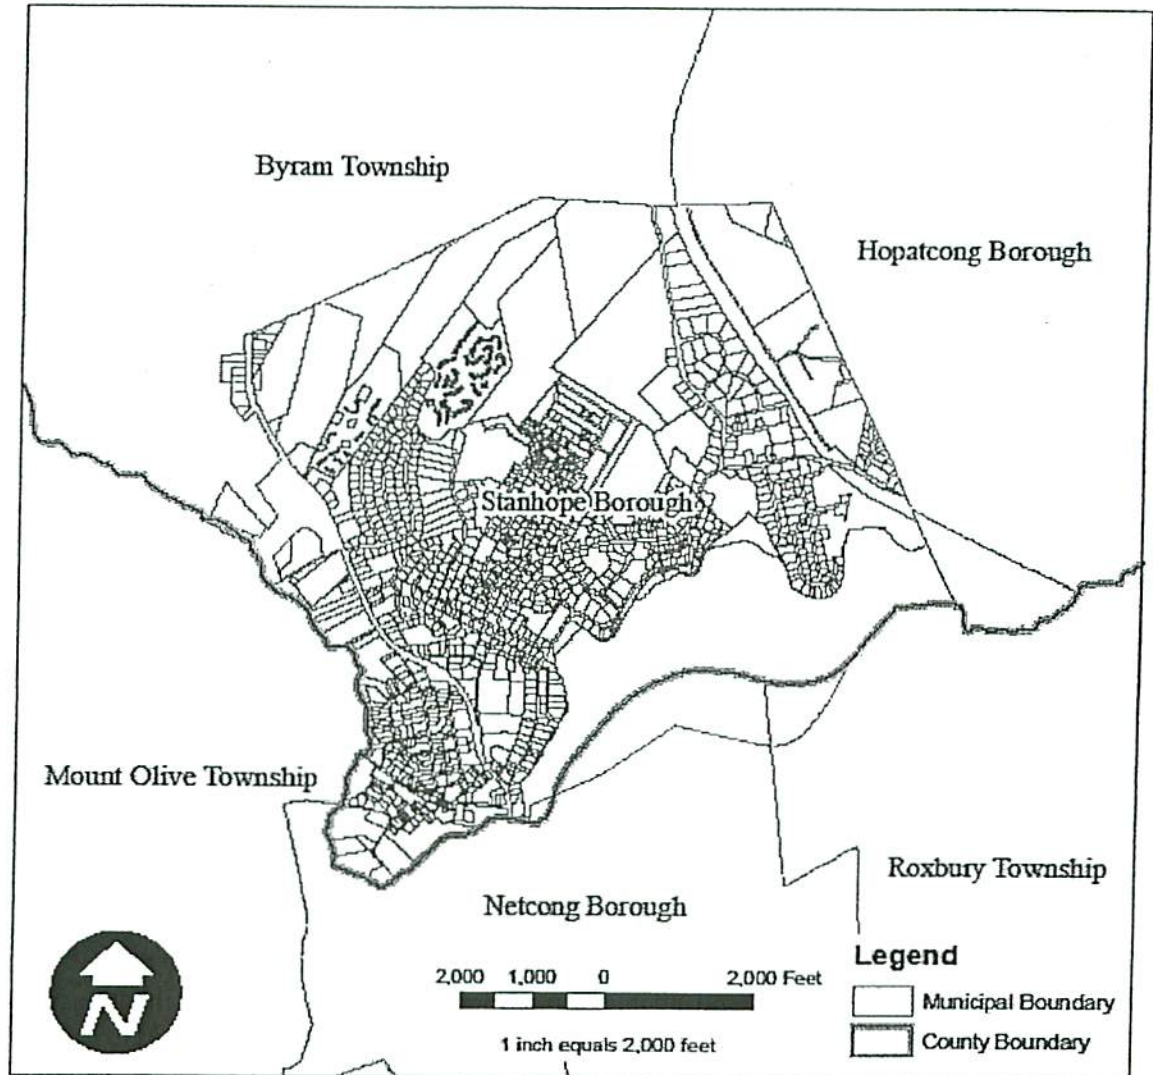 Byram Township
Hopatcong Borough
Stanhope Borough
Mount Olive Township
Roxbury Township
Netcong Borough
N
2,000 1,000 0 2,000 Feet
1 inch equals 2,000 feet
Legend
Municipal Boundary
County Boundary